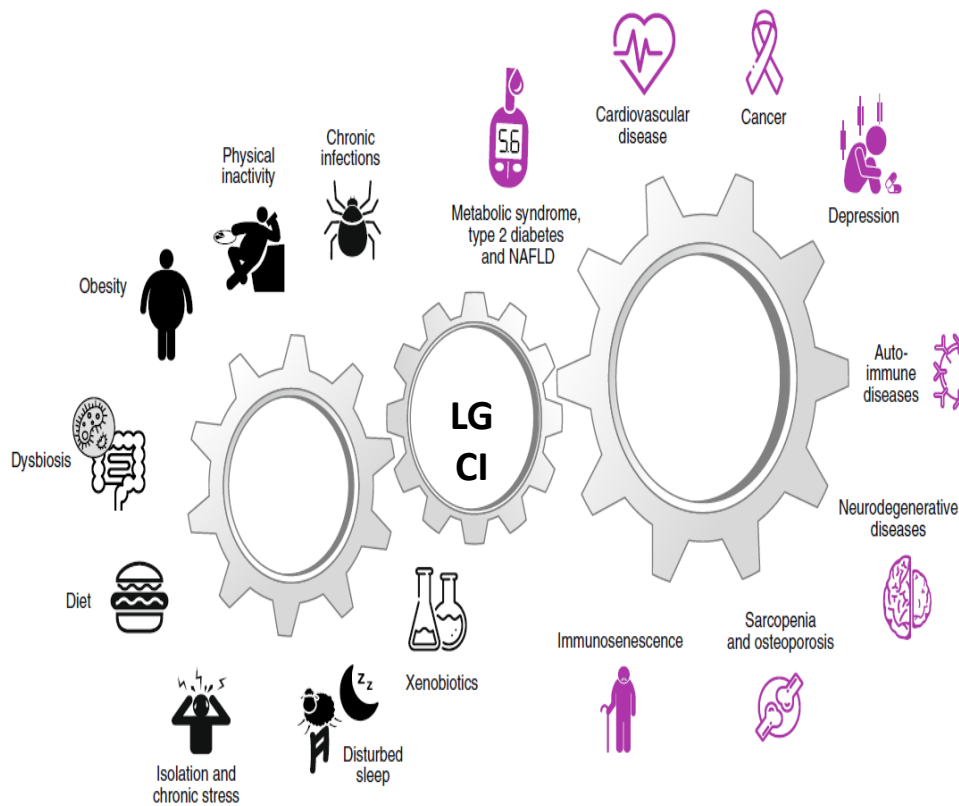 Chronic
infections
Physical
inactivity
Obesity
Dysbiosis
Diet
Isolation and
chronic stress
Z Z
Disturbed
sleep
Xenobiotics
LG
CI
5.6
Metabolic syndrome,
type 2 diabetes
and NAFLD
Cardiovascular
disease
Cancer
Depression
Auto-
immune
diseases
Neurodegenerative
diseases
Sarcopenia
and osteoporosis
Immunosenescence